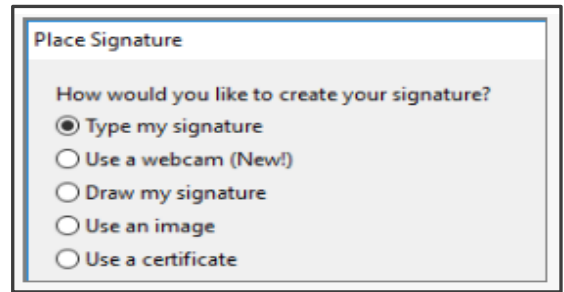 Place Signature
How would you like to create your signature?
Type my signature
Use a webcam (New!)
Draw my signature
Use an image
Use a certificate